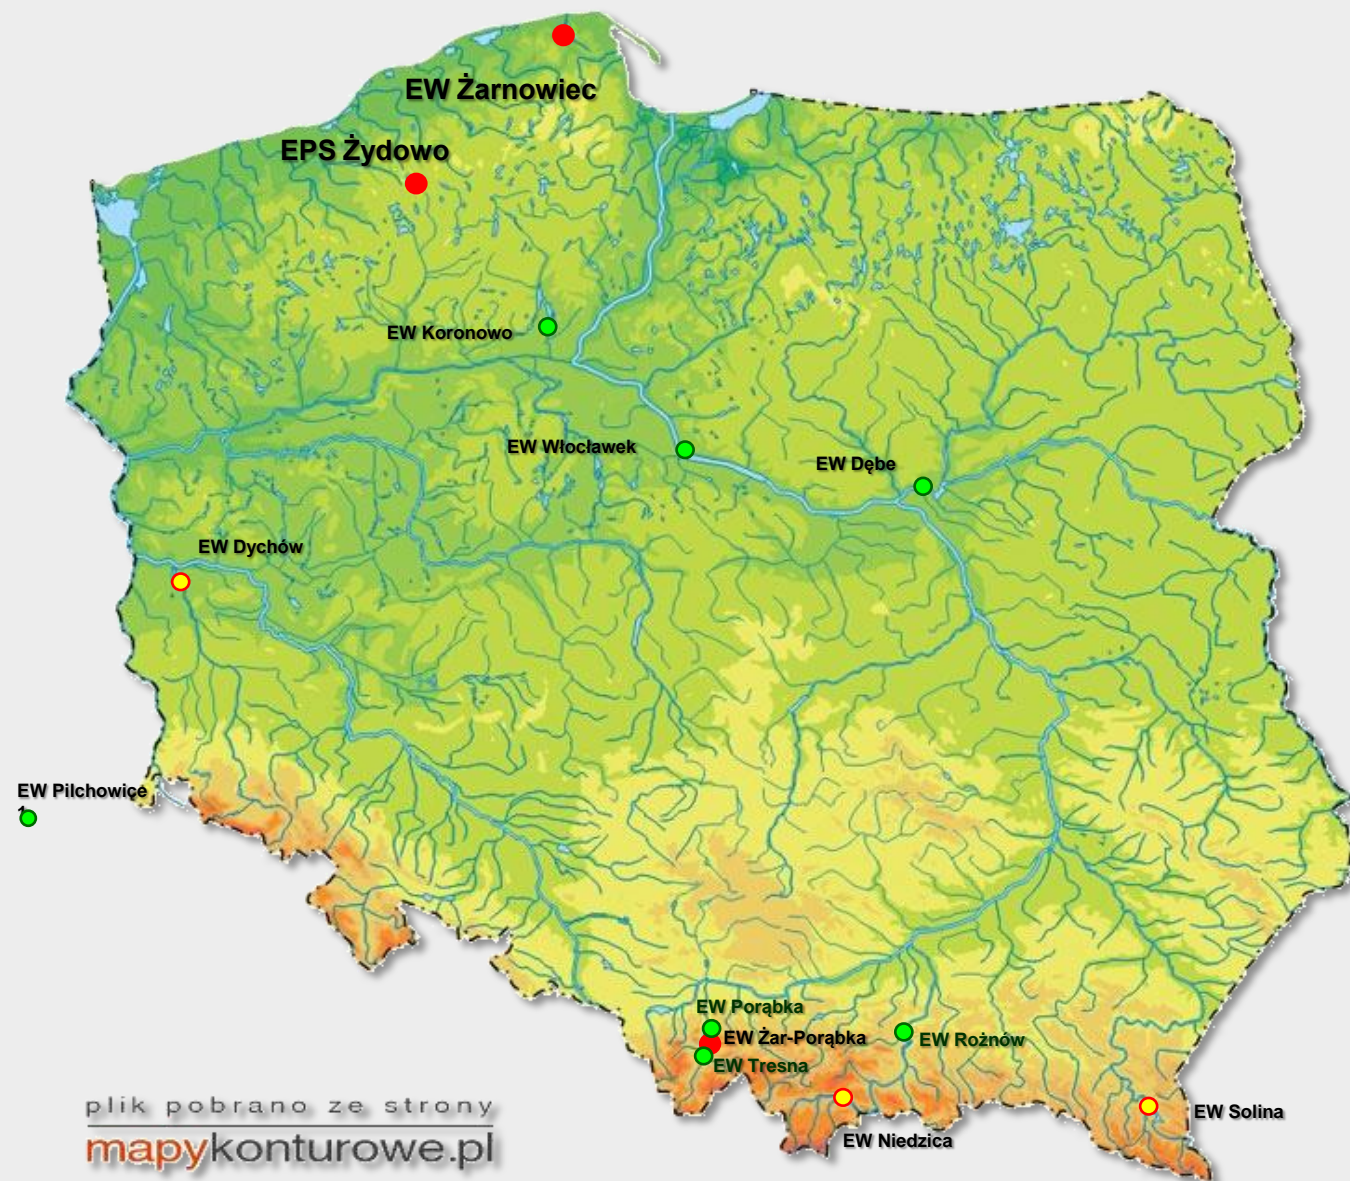 EW Żarnowiec
EPS Żydowo
EW Koronowo
EW Włocławek
EW Dębe
EW Dychów
EW Pilchowice
1
EW Porąbka
EW Żar-Porąbka
EW Rożnów
EW Tresna
EW Solina
EW Niedzica
plik pobrano ze strony
mapykonturowe.pl